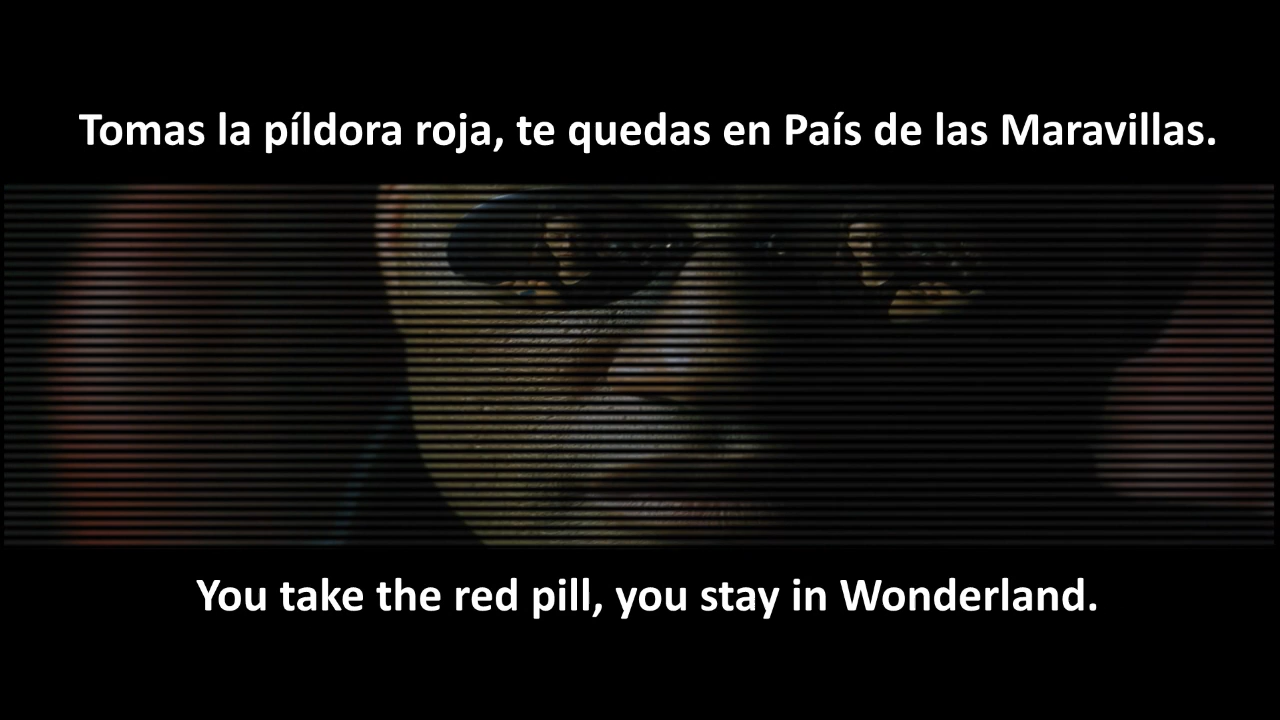 Tomas la píldora roja, te quedas en País de las Maravillas.
You take the red pill, you stay in Wonderland.